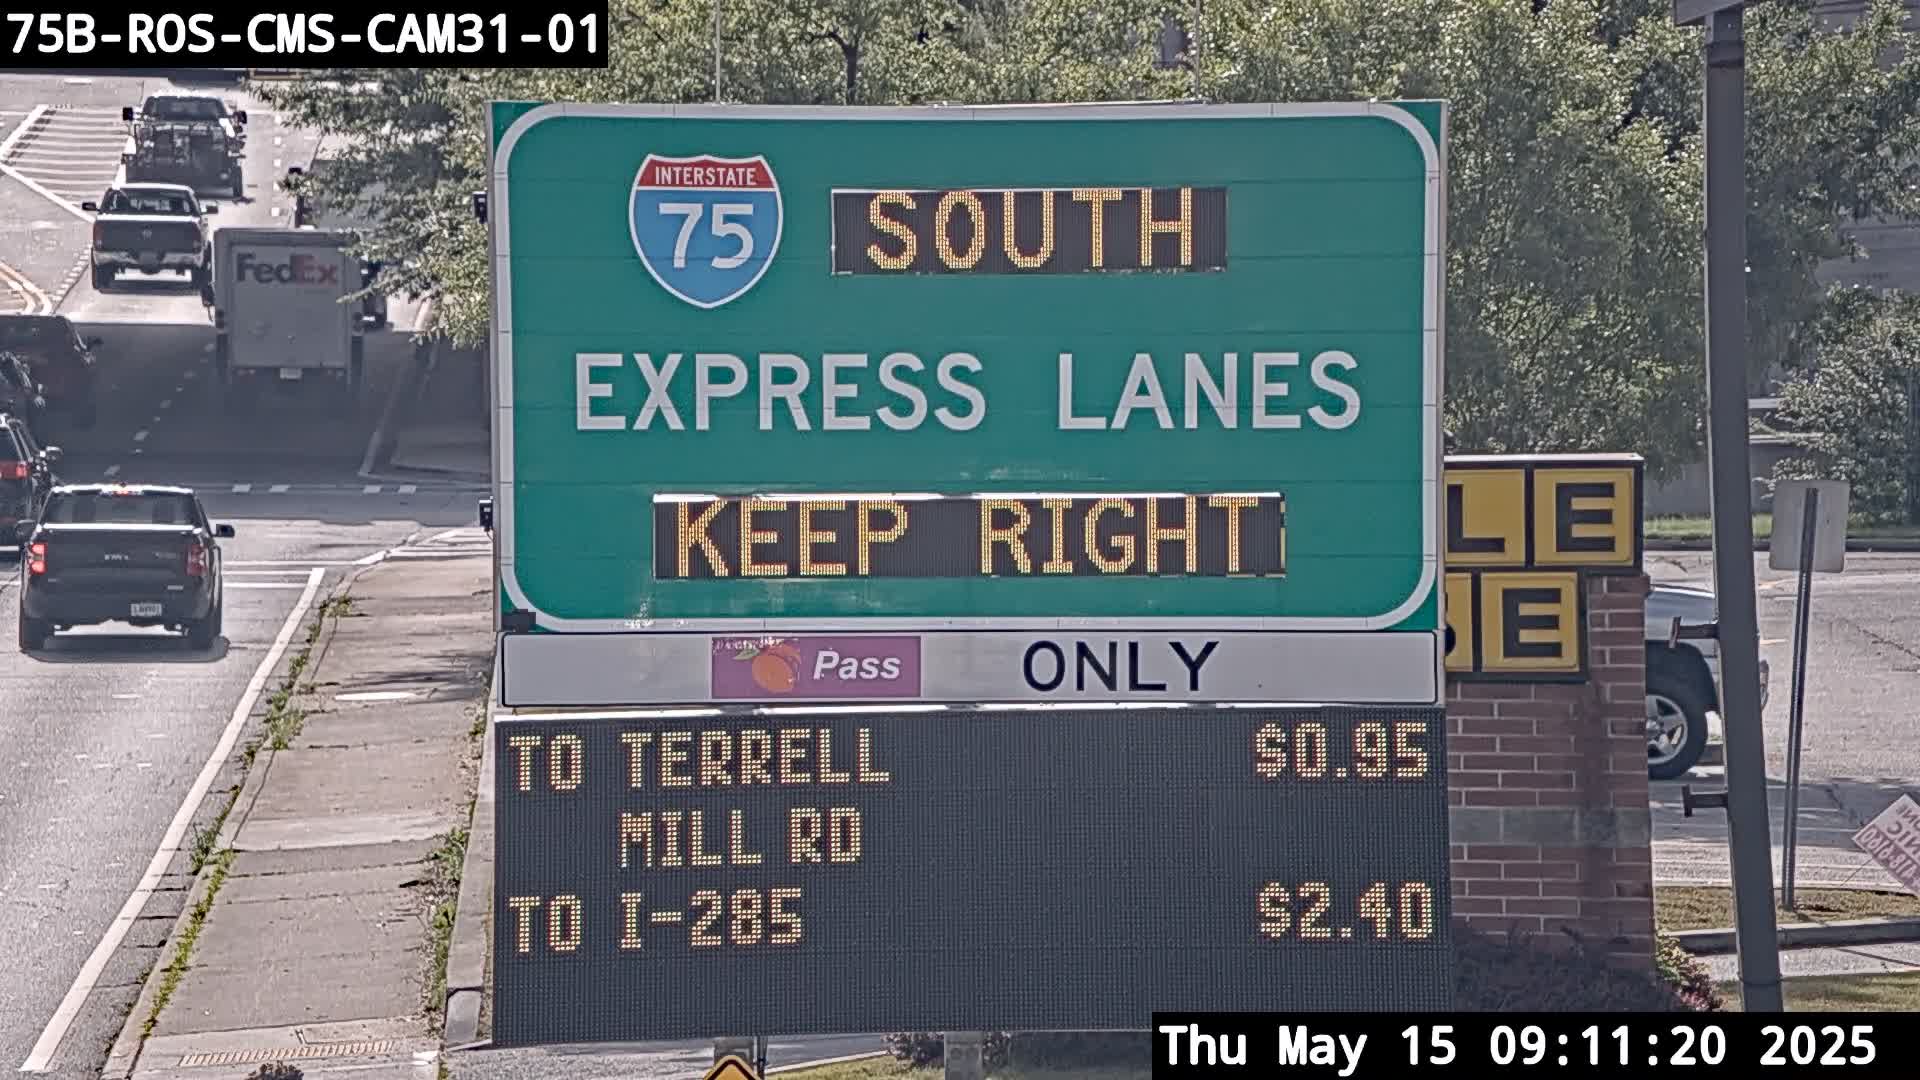 75B-ROS-CMS-CAM31-01
INTERSTATE
75
SOUTH
FedEx
EXPRESS LANES
KEEP RIGHT
LE
E
Pass ONLY
TO TERRELL $0.95
MILL RD
TO I-285 $2.40
Thu May 15 09:11:20 2025